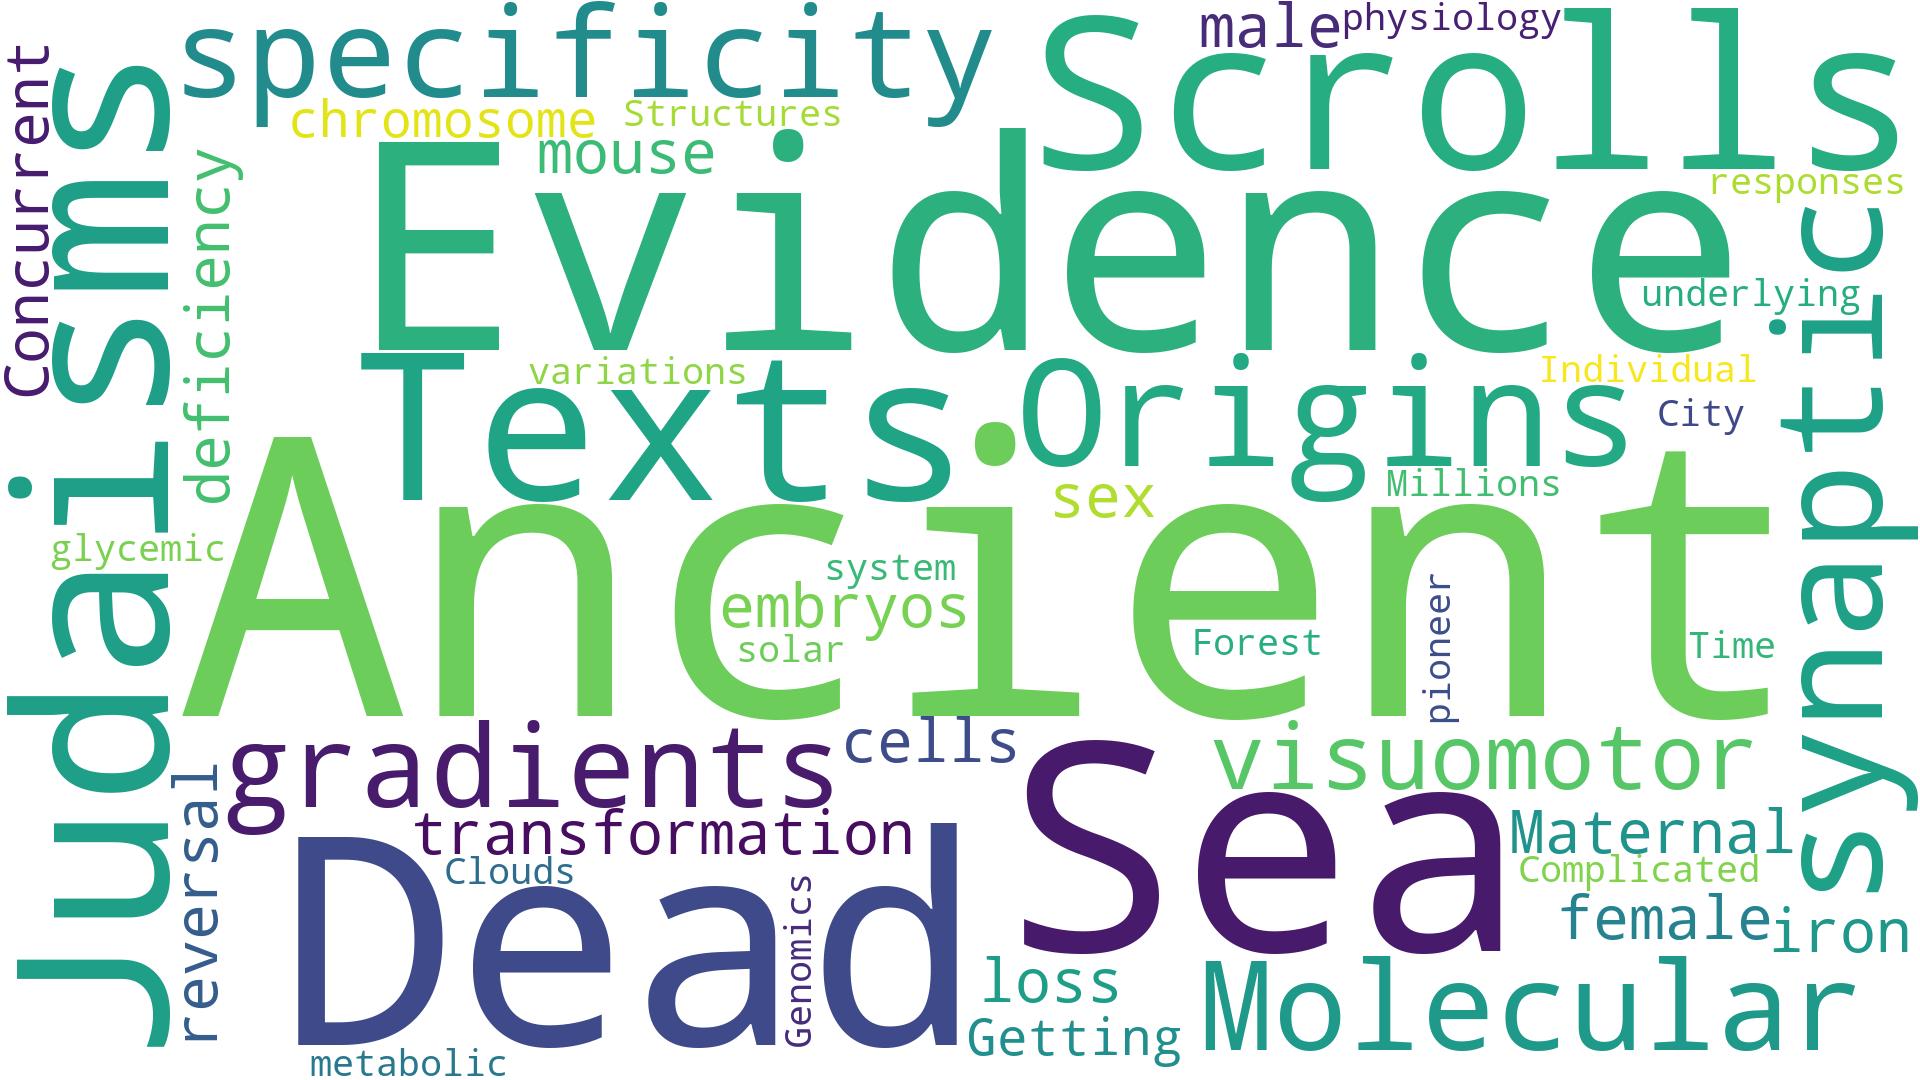 specificity
Scrolls
male
physiology
Concurrent
Judaisms
chromosome
Structures
mouse
Evidence
responses
deficiency
synaptic
underlying
Texts
variations
Origins
Individual
City
sex
Millions
Ancient
glycemic
system
embryos
solar
Forest
pioneer
Time
gradients
cells
Sea
visuomotor
reversal
transformation
Maternal
Dead
Clouds
Complicated
Genomics
female
iron
loss
Molecular
Getting
metabolic